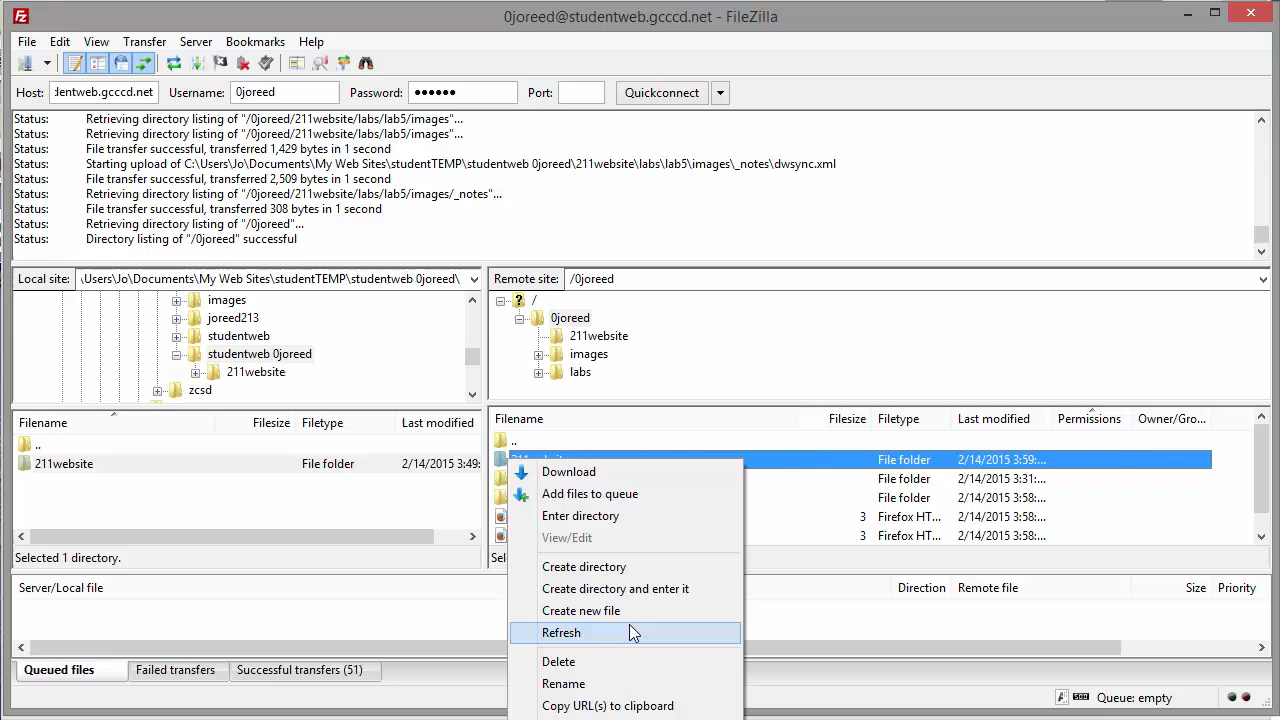 0joreed@studentweb.gcccd.net - FileZilla
File Edit View Transfer Server Bookmarks Help
Host: dentweb.gcccd.net Username: 0joreed Password: ●●●●●● Port: Quickconnect
Status: Retrieving directory listing of "/0joreed/211website/labs/lab5/images"...
Status: Retrieving directory listing of "/0joreed/211website/labs/lab5/images"...
Status: File transfer successful, transferred 1,429 bytes in 1 second
Status: Starting upload of C:\Users\Jo\Documents\My Web Sites\studentTEMP\studentweb 0joreed\211website\labs\lab5\images\_notes\dwsync.xml
Status: File transfer successful, transferred 2,509 bytes in 1 second
Status: Retrieving directory listing of "/0joreed/211website/labs/lab5/images/_notes"...
Status: File transfer successful, transferred 308 bytes in 1 second
Status: Retrieving directory listing of "/0joreed"...
Status: Directory listing of "/0joreed" successful
Local site: \Users\Jo\Documents\My Web Sites\studentTEMP\studentweb 0joreed\
images
joreed213
studentweb
studentweb 0joreed
211website
zcsd
Remote site: /0joreed
/
0joreed
211website
images
labs
Filename Filesize Filetype Last modified
..
211website File folder 2/14/2015 3:49:
Selected 1 directory.
Filename Filesize Filetype Last modified Permissions Owner/Gro...
..
File folder 2/14/2015 3:59:...
File folder 2/14/2015 3:31:...
File folder 2/14/2015 3:58:...
3 Firefox HT... 2/14/2015 3:58:...
3 Firefox HT... 2/14/2015 3:58:...
Download
Add files to queue
Enter directory
View/Edit
Create directory
Create directory and enter it
Create new file
Refresh
Delete
Rename
Copy URL(s) to clipboard
Server/Local file Direction Remote file Size Priority
Queued files Failed transfers Successful transfers (51)
Queue: empty